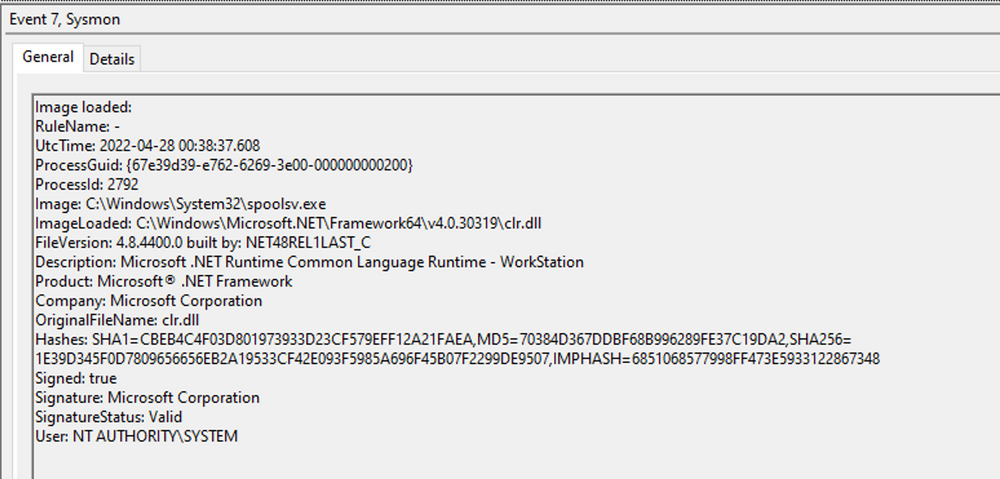 Event 7, Sysmon
General Details
Image loaded:
RuleName: -
UtcTime: 2022-04-28 00:38:37.608
ProcessGuid: {67e39d39-e762-6269-3e00-000000000200}
ProcessId: 2792
Image: C:\Windows\System32\spoolsv.exe
ImageLoaded: C:\Windows\Microsoft.NET\Framework64\v4.0.30319\clr.dll
FileVersion: 4.8.4400.0 built by: NET48REL1LAST_C
Description: Microsoft .NET Runtime Common Language Runtime - WorkStation
Product: Microsoft® .NET Framework
Company: Microsoft Corporation
OriginalFileName: clr.dll
Hashes: SHA1=CBEB4C4F03D801973933D23CF579EFF12A21FAEA,MD5=70384D367DDBF68B996289FE37C19DA2,SHA256=
1E39D345F0D7809656656EB2A19533CF42E093F5985A696F45B07F2299DE9507,IMPHASH=6851068577998FF473E5933122867348
Signed: true
Signature: Microsoft Corporation
SignatureStatus: Valid
User: NT AUTHORITY\SYSTEM